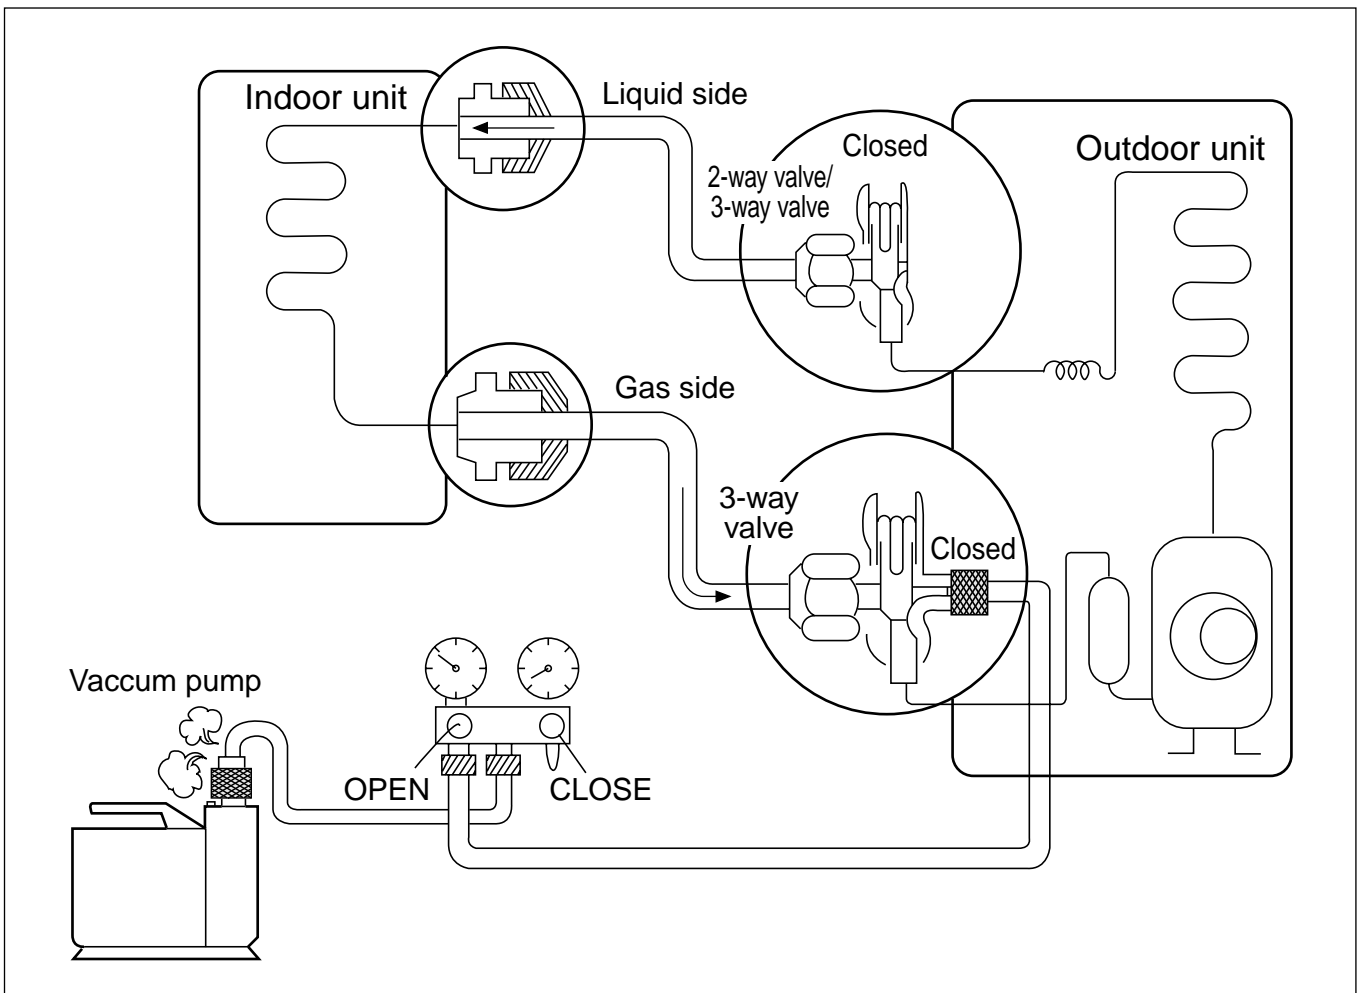 Indoor unit
Liquid side
Closed
2-way valve/
3-way valve
Outdoor unit
Gas side
3-way
valve
Closed
Vaccum pump
OPEN
CLOSE